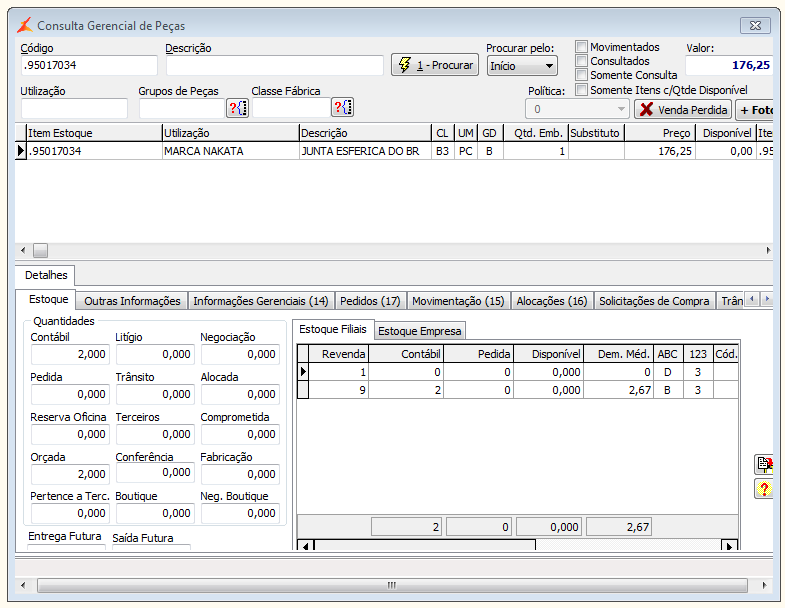 Consulta Gerencial de Peças
Código Descrição Procurar pelo: Movimentados Valor:
.95017034 1 - Procurar Início Consultados 176,25
Somente Consulta
Utilização Grupos de Peças Classe Fábrica Política: Somente Itens c/Qtde Disponível
0 Venda Perdida + Foto
Item Estoque Utilização Descrição CL UM GD Qtd. Emb. Substituto Preço Disponível Ite
.95017034 MARCA NAKATA JUNTA ESFERICA DO BR B3 PC B 1 176,25 0,00 .95
Detalhes
Estoque Outras Informações Informações Gerenciais (14) Pedidos (17) Movimentação (15) Alocações (16) Solicitações de Compra Trân
Quantidades
Contábil Litígio Negociação
2,000 0,000 0,000
Pedida Trânsito Alocada
0,000 0,000 0,000
Reserva Oficina Terceiros Comprometida
0,000 0,000 0,000
Orçada Conferência Fabricação
2,000 0,000 0,000
Pertence a Terc. Boutique Neg. Boutique
0,000 0,000 0,000
Entrega Futura Saída Futura
Estoque Filiais Estoque Empresa
Revenda Contábil Pedida Disponível Dem. Méd. ABC 123 Cód.
1 0 0 0,000 0 D 3
9 2 0 0,000 2,67 B 3
2 0 0,000 2,67